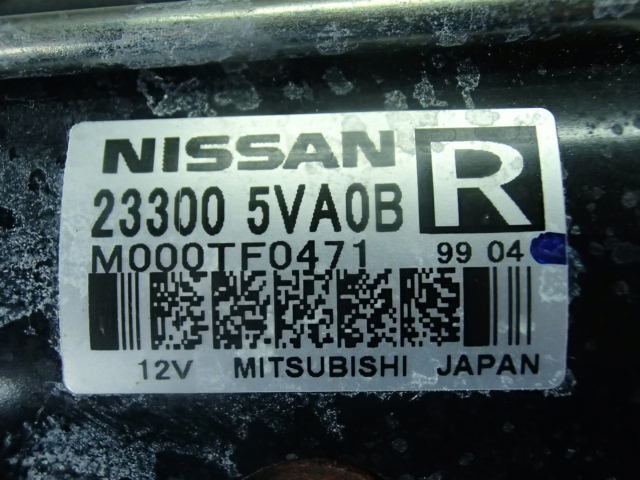 NISSAN R
23300 5VA0B
M000TF0471 99 04
12V MITSUBISHI JAPAN